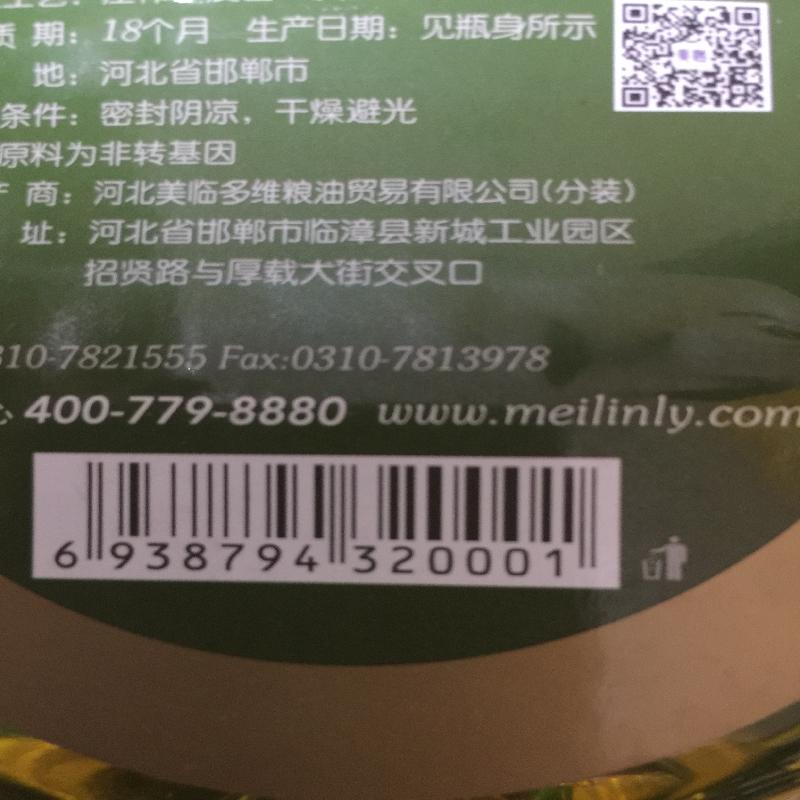 质 期：18个月 生产日期：见瓶身所示
地：河北省邯郸市
条件：密封阴凉，干燥避光
原料为非转基因
商：河北美临多维粮油贸易有限公司(分装)
址：河北省邯郸市临漳县新城工业园区
招贤路与厚载大街交叉口
310-7821555 Fax:0310-7813978
心 400-779-8880 www.meilinly.com
6 938794 320001